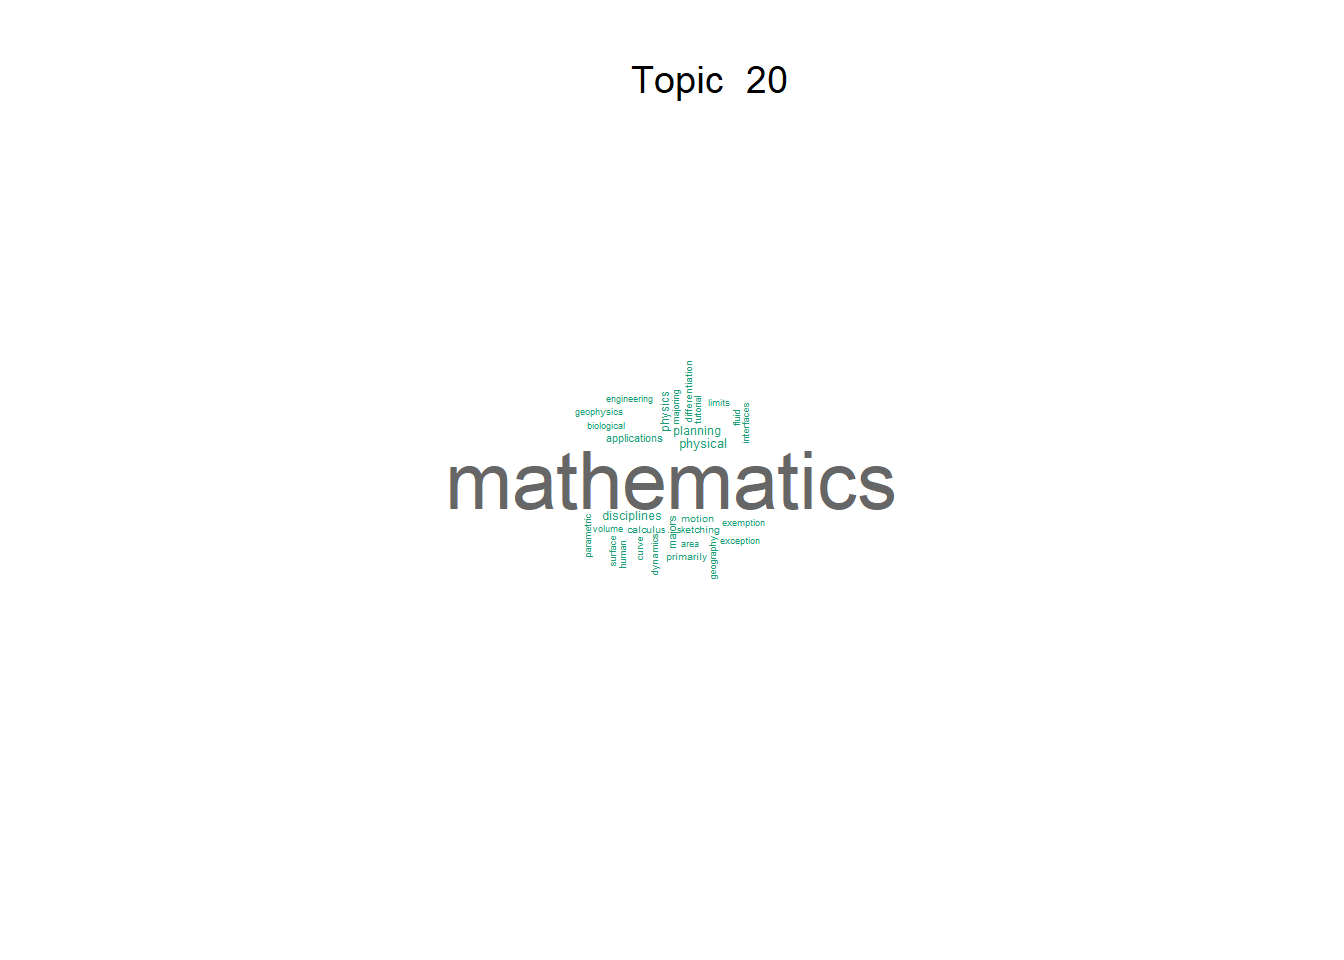 Topic 20
differentiation
engineering
physics
majoring
tutorial
limits
geophysics
fluid
interfaces
biological
planning
applications
physical
mathematics
disciplines
motion
exemption
parametric
volume
calculus
majors
sketching
surface
human
curve
dynamics
area
exception
primarily
geography